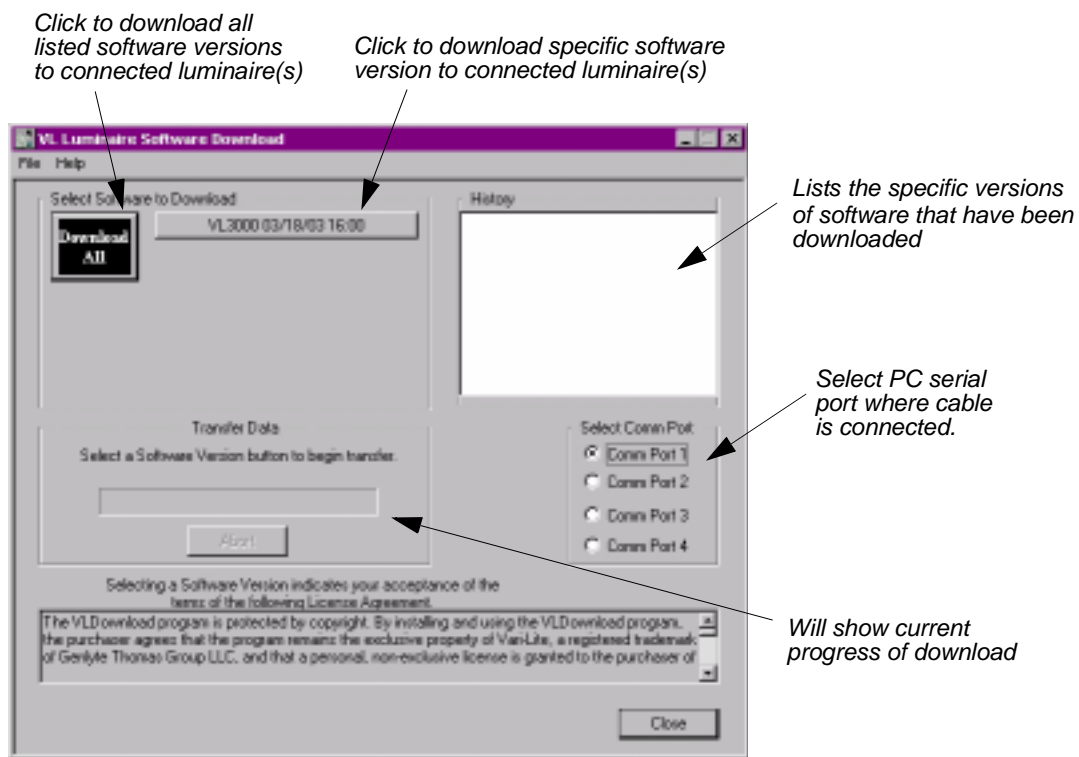 Click to download all
listed software versions
to connected luminaire(s)
Click to download specific software
version to connected luminaire(s)
VL Luminaire Software Download
File Help
Select Software to Download
Download
All
VL3000 03/18/03 16:00
History
Lists the specific versions
of software that have been
downloaded
Select PC serial
port where cable
is connected.
Transfer Data
Select a Software Version button to begin transfer.
Abort
Select Comm Port
Comm Port 1
Comm Port 2
Comm Port 3
Comm Port 4
Selecting a Software Version indicates your acceptance of the
terms of the following License Agreement.
The VLDownload program is protected by copyright. By installing and using the VLDownload program,
the purchaser agrees that the program remains the exclusive property of Vari-Lite, a registered trademark
of Genlyte Thomas Group LLC, and that a personal, non-exclusive license is granted to the purchaser of
Will show current
progress of download
Close